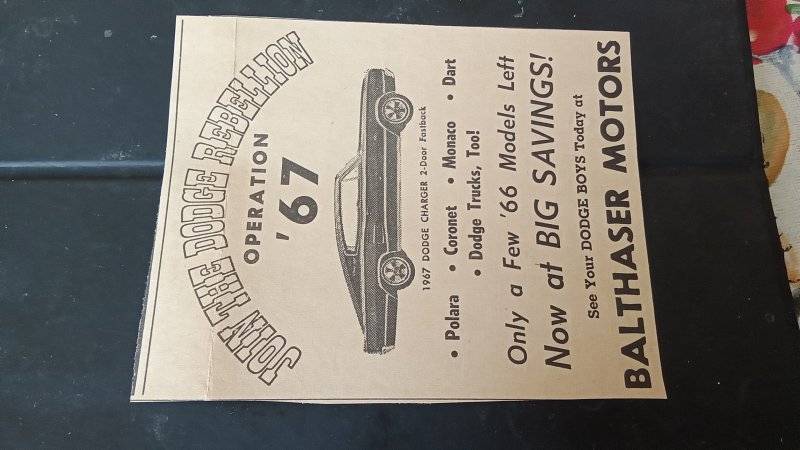 JOIN THE DODGE REBELLION
OPERATION
'67
1967 DODGE CHARGER 2-Door Fastback
• Polara • Coronet • Monaco • Dart
• Dodge Trucks, Too!
Only a Few '66 Models Left
Now at BIG SAVINGS!
See Your DODGE BOYS Today at
BALTHASER MOTORS